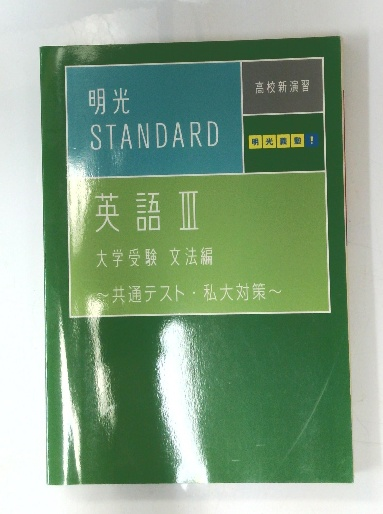 明光
STANDARD
高校新演習
明光義塾!
英語Ⅲ
大学受験 文法編
～共通テスト・私大対策～